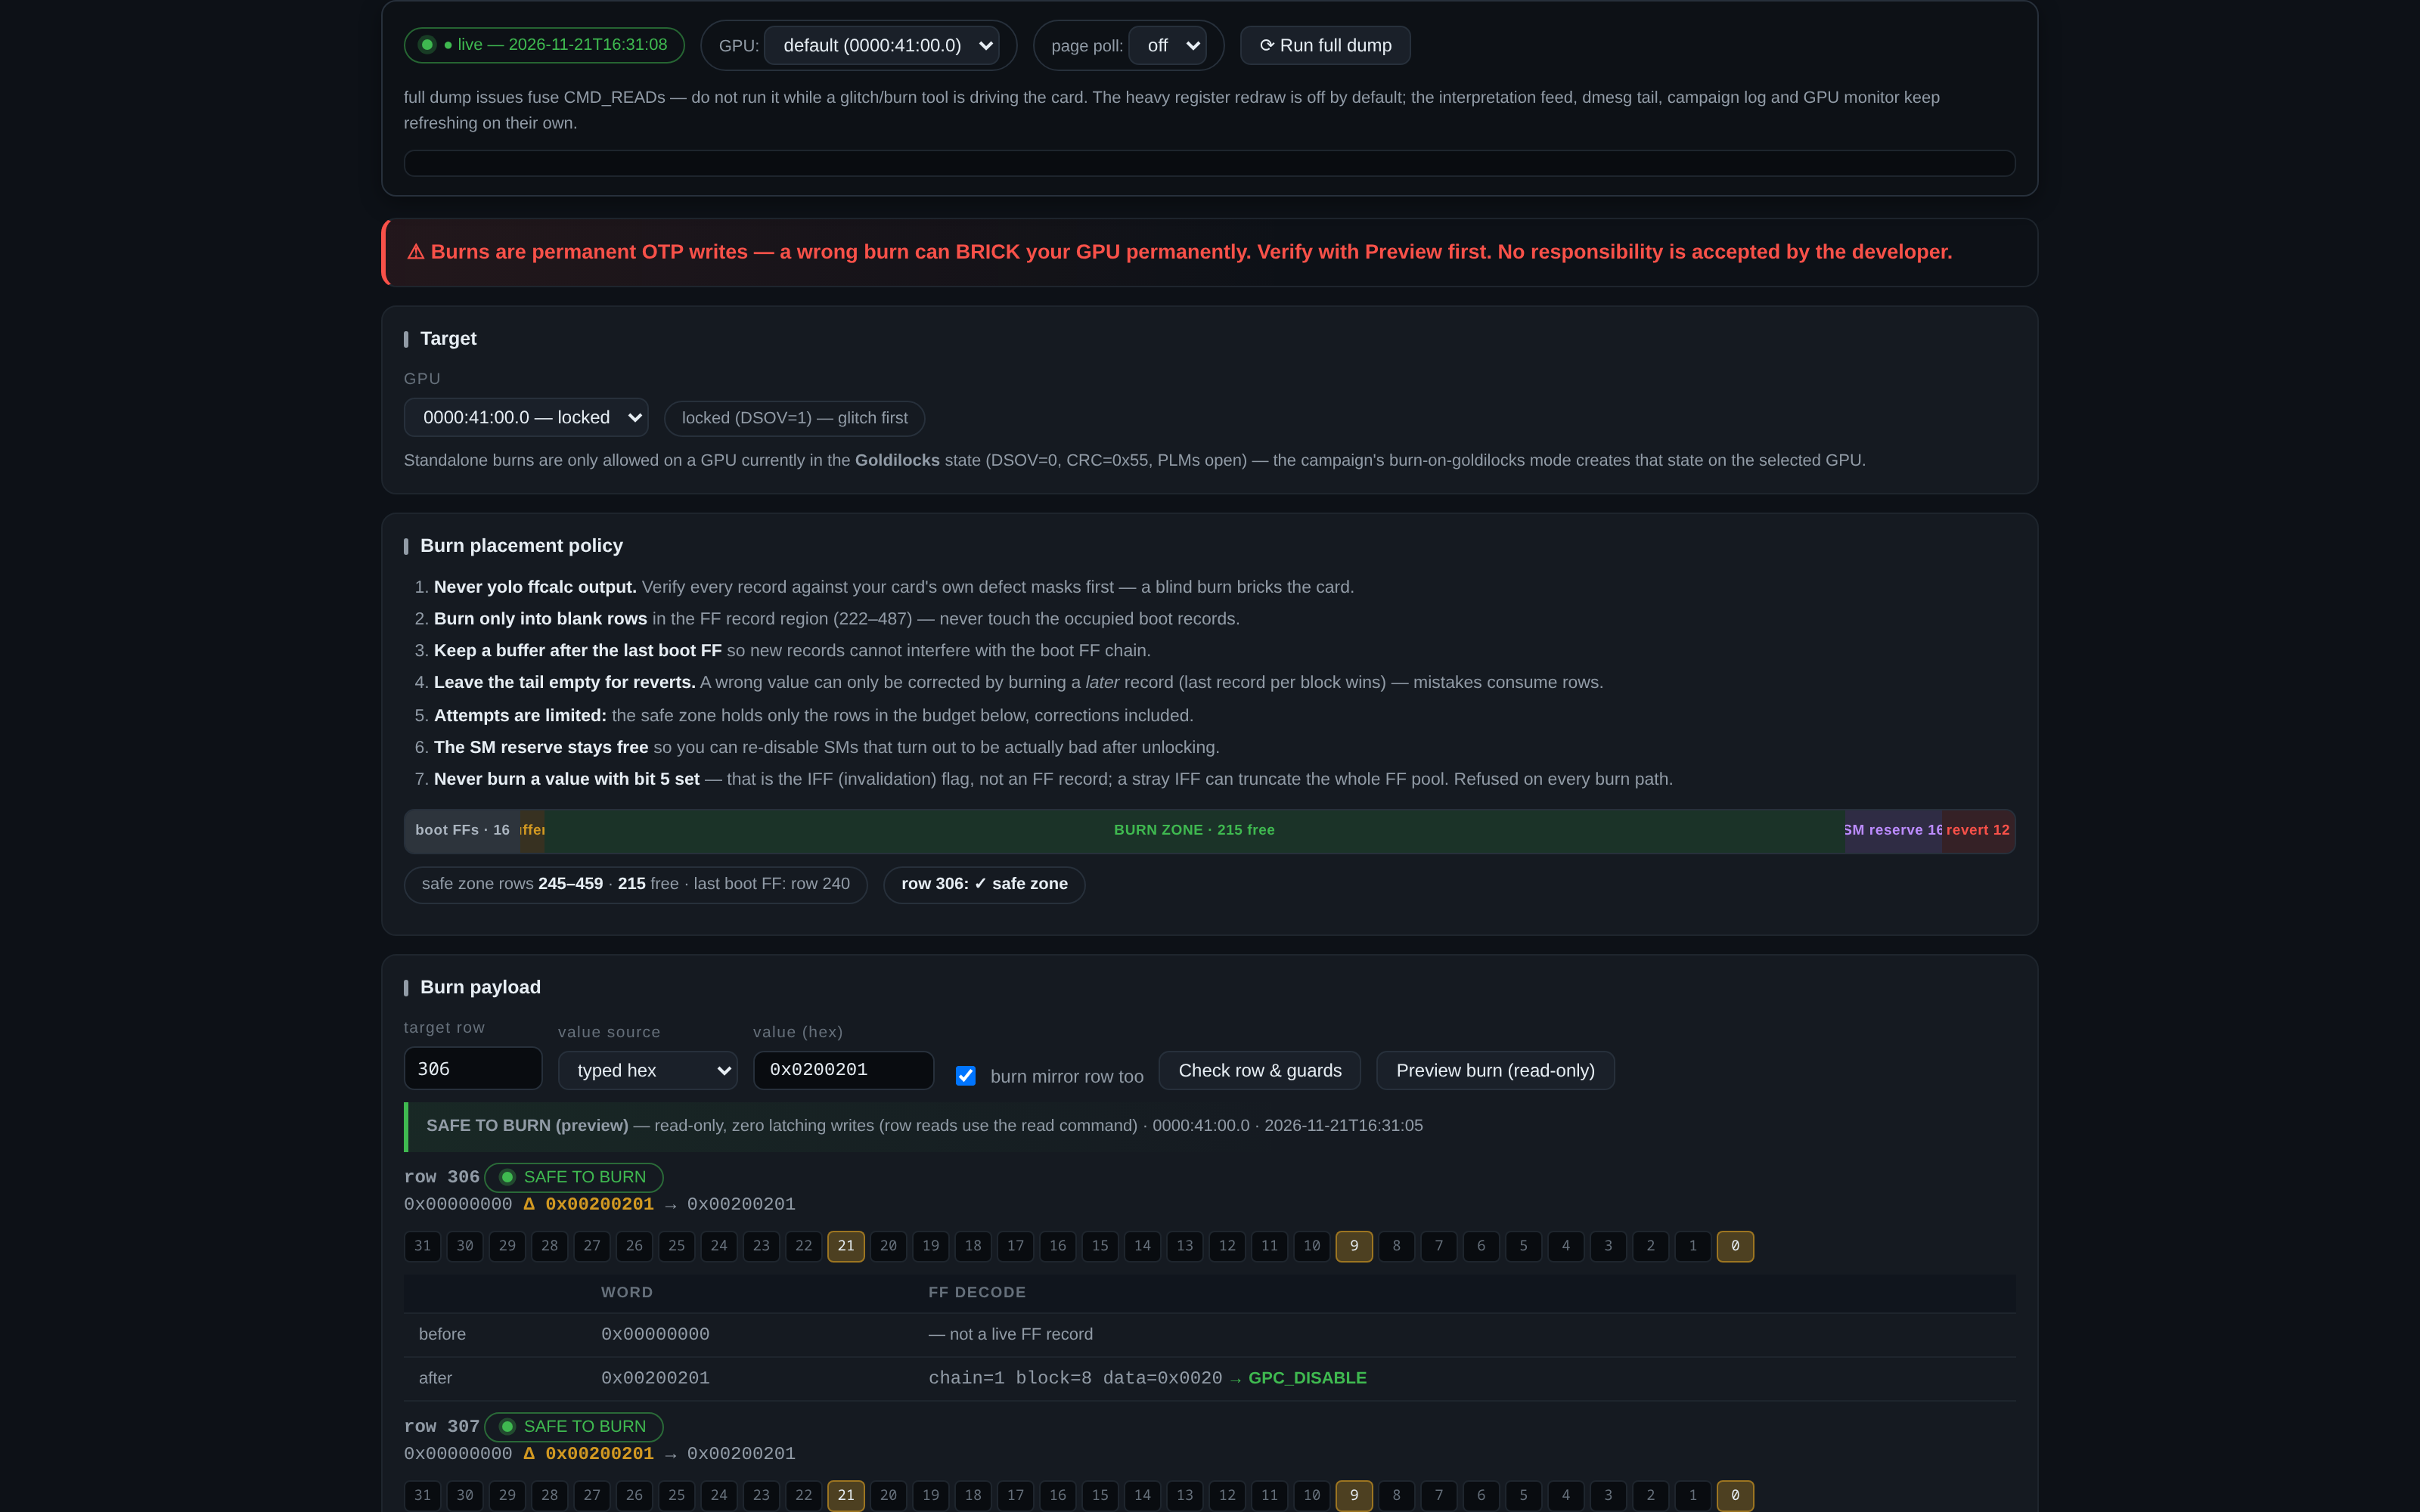 ● live — 2026-11-21T16:31:08 GPU: default (0000:41:00.0) page poll: off ⟳ Run full dump
full dump issues fuse CMD_READs — do not run it while a glitch/burn tool is driving the card. The heavy register redraw is off by default; the interpretation feed, dmesg tail, campaign log and GPU monitor keep
refreshing on their own.
⚠ Burns are permanent OTP writes — a wrong burn can BRICK your GPU permanently. Verify with Preview first. No responsibility is accepted by the developer.
Target
GPU
0000:41:00.0 — locked locked (DSOV=1) — glitch first
Standalone burns are only allowed on a GPU currently in the Goldilocks state (DSOV=0, CRC=0x55, PLMs open) — the campaign's burn-on-goldilocks mode creates that state on the selected GPU.
Burn placement policy
1. Never yolo ffcalc output. Verify every record against your card's own defect masks first — a blind burn bricks the card.
2. Burn only into blank rows in the FF record region (222–487) — never touch the occupied boot records.
3. Keep a buffer after the last boot FF so new records cannot interfere with the boot FF chain.
4. Leave the tail empty for reverts. A wrong value can only be corrected by burning a later record (last record per block wins) — mistakes consume rows.
5. Attempts are limited: the safe zone holds only the rows in the budget below, corrections included.
6. The SM reserve stays free so you can re-disable SMs that turn out to be actually bad after unlocking.
7. Never burn a value with bit 5 set — that is the IFF (invalidation) flag, not an FF record; a stray IFF can truncate the whole FF pool. Refused on every burn path.
boot FFs · 16 uffer BURN ZONE · 215 free SM reserve 16 revert 12
safe zone rows 245–459 · 215 free · last boot FF: row 240 row 306: ✓ safe zone
Burn payload
target row value source value (hex)
306 typed hex 0x0200201 burn mirror row too Check row & guards Preview burn (read-only)
SAFE TO BURN (preview) — read-only, zero latching writes (row reads use the read command) · 0000:41:00.0 · 2026-11-21T16:31:05
row 306 SAFE TO BURN
0x00000000 Δ 0x00200201 → 0x00200201
31 30 29 28 27 26 25 24 23 22 21 20 19 18 17 16 15 14 13 12 11 10 9 8 7 6 5 4 3 2 1 0
WORD FF DECODE
before 0x00000000 — not a live FF record
after 0x00200201 chain=1 block=8 data=0x0020 → GPC_DISABLE
row 307 SAFE TO BURN
0x00000000 Δ 0x00200201 → 0x00200201
31 30 29 28 27 26 25 24 23 22 21 20 19 18 17 16 15 14 13 12 11 10 9 8 7 6 5 4 3 2 1 0